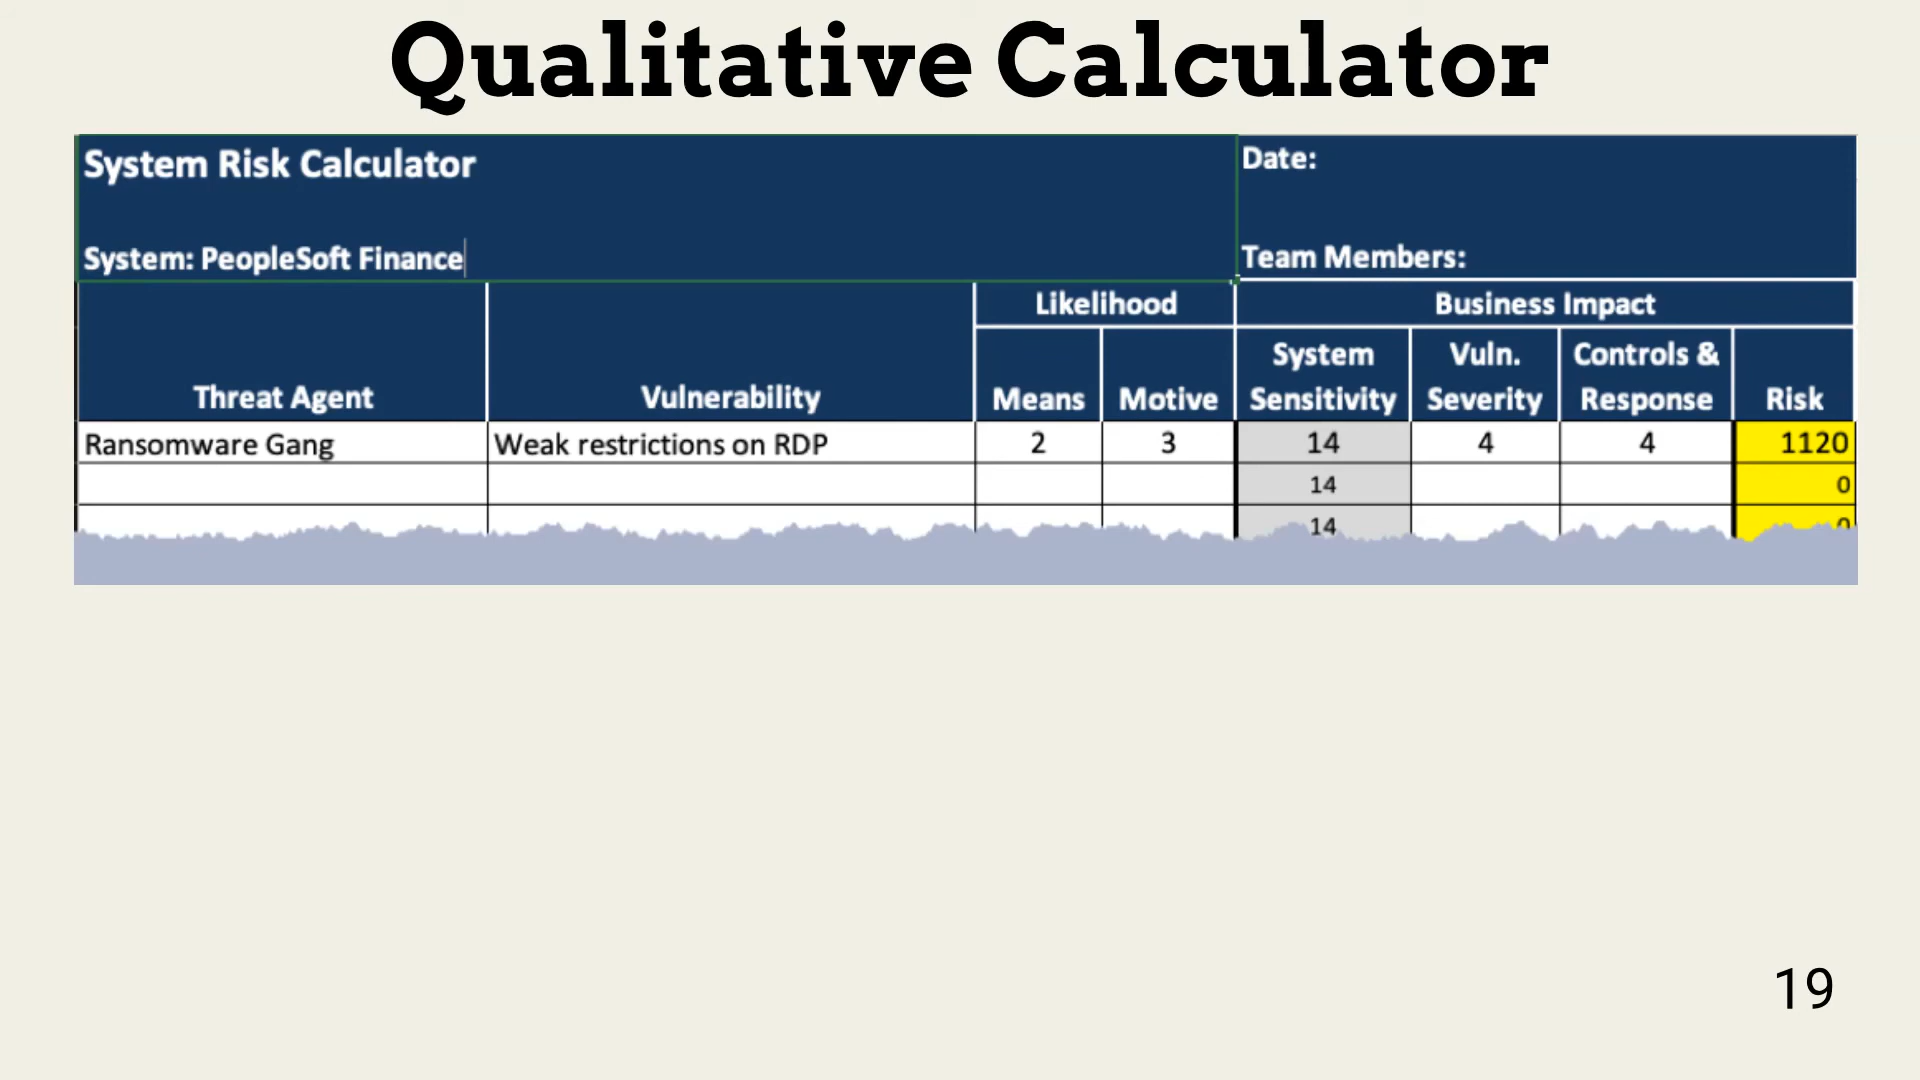 Qualitative Calculator
System Risk Calculator
Date:
System: PeopleSoft Finance
Team Members:
Likelihood
Business Impact
Threat Agent
Vulnerability
Means
Motive
System
Sensitivity
Vuln.
Severity
Controls &
Response
Risk
Ransomware Gang
Weak restrictions on RDP
2
3
14
4
4
1120
14
0
14
0
19